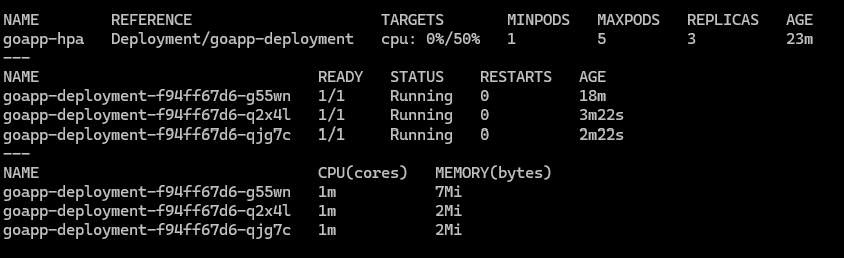 NAME        REFERENCE                     TARGETS       MINPODS   MAXPODS   REPLICAS   AGE
goapp-hpa   Deployment/goapp-deployment   cpu: 0%/50%   1         5         3          23m
---
NAME                               READY   STATUS    RESTARTS   AGE
goapp-deployment-f94ff67d6-g55wn   1/1     Running   0          18m
goapp-deployment-f94ff67d6-q2x4l   1/1     Running   0          3m22s
goapp-deployment-f94ff67d6-qjg7c   1/1     Running   0          2m22s
---
NAME                               CPU(cores)   MEMORY(bytes)
goapp-deployment-f94ff67d6-g55wn   1m           7Mi
goapp-deployment-f94ff67d6-q2x4l   1m           2Mi
goapp-deployment-f94ff67d6-qjg7c   1m           2Mi